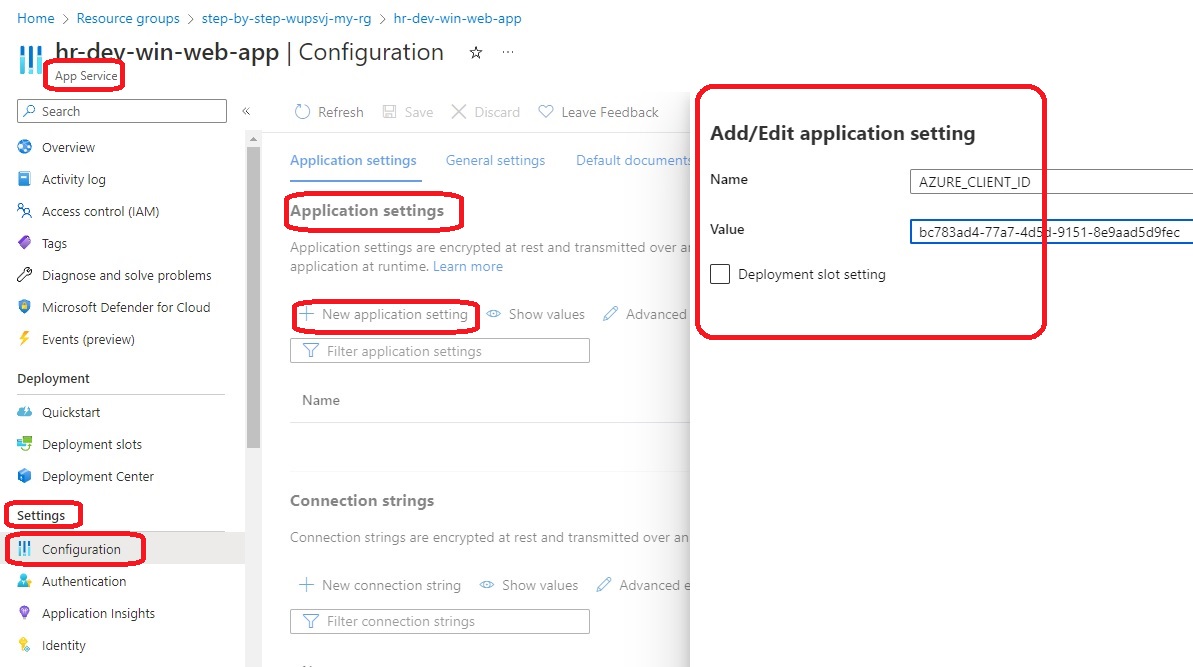 Home > Resource groups > step-by-step-wupsvj-my-rg > hr-dev-win-web-app
hr-dev-win-web-app | Configuration ☆ ...
App Service
Search «
Overview
Activity log
Access control (IAM)
Tags
Diagnose and solve problems
Microsoft Defender for Cloud
Events (preview)
Deployment
Quickstart
Deployment slots
Deployment Center
Settings
Configuration
Authentication
Application Insights
Identity
Refresh Save Discard Leave Feedback
Application settings General settings Default documents
Application settings
Application settings are encrypted at rest and transmitted over an
application at runtime. Learn more
New application setting Show values Advanced
Filter application settings
Name
Connection strings
Connection strings are encrypted at rest and transmitted over an
New connection string Show values Advanced e
Filter connection strings
Add/Edit application setting
Name AZURE_CLIENT_ID
Value bc783ad4-77a7-4d5d-9151-8e9aad5d9fec
Deployment slot setting